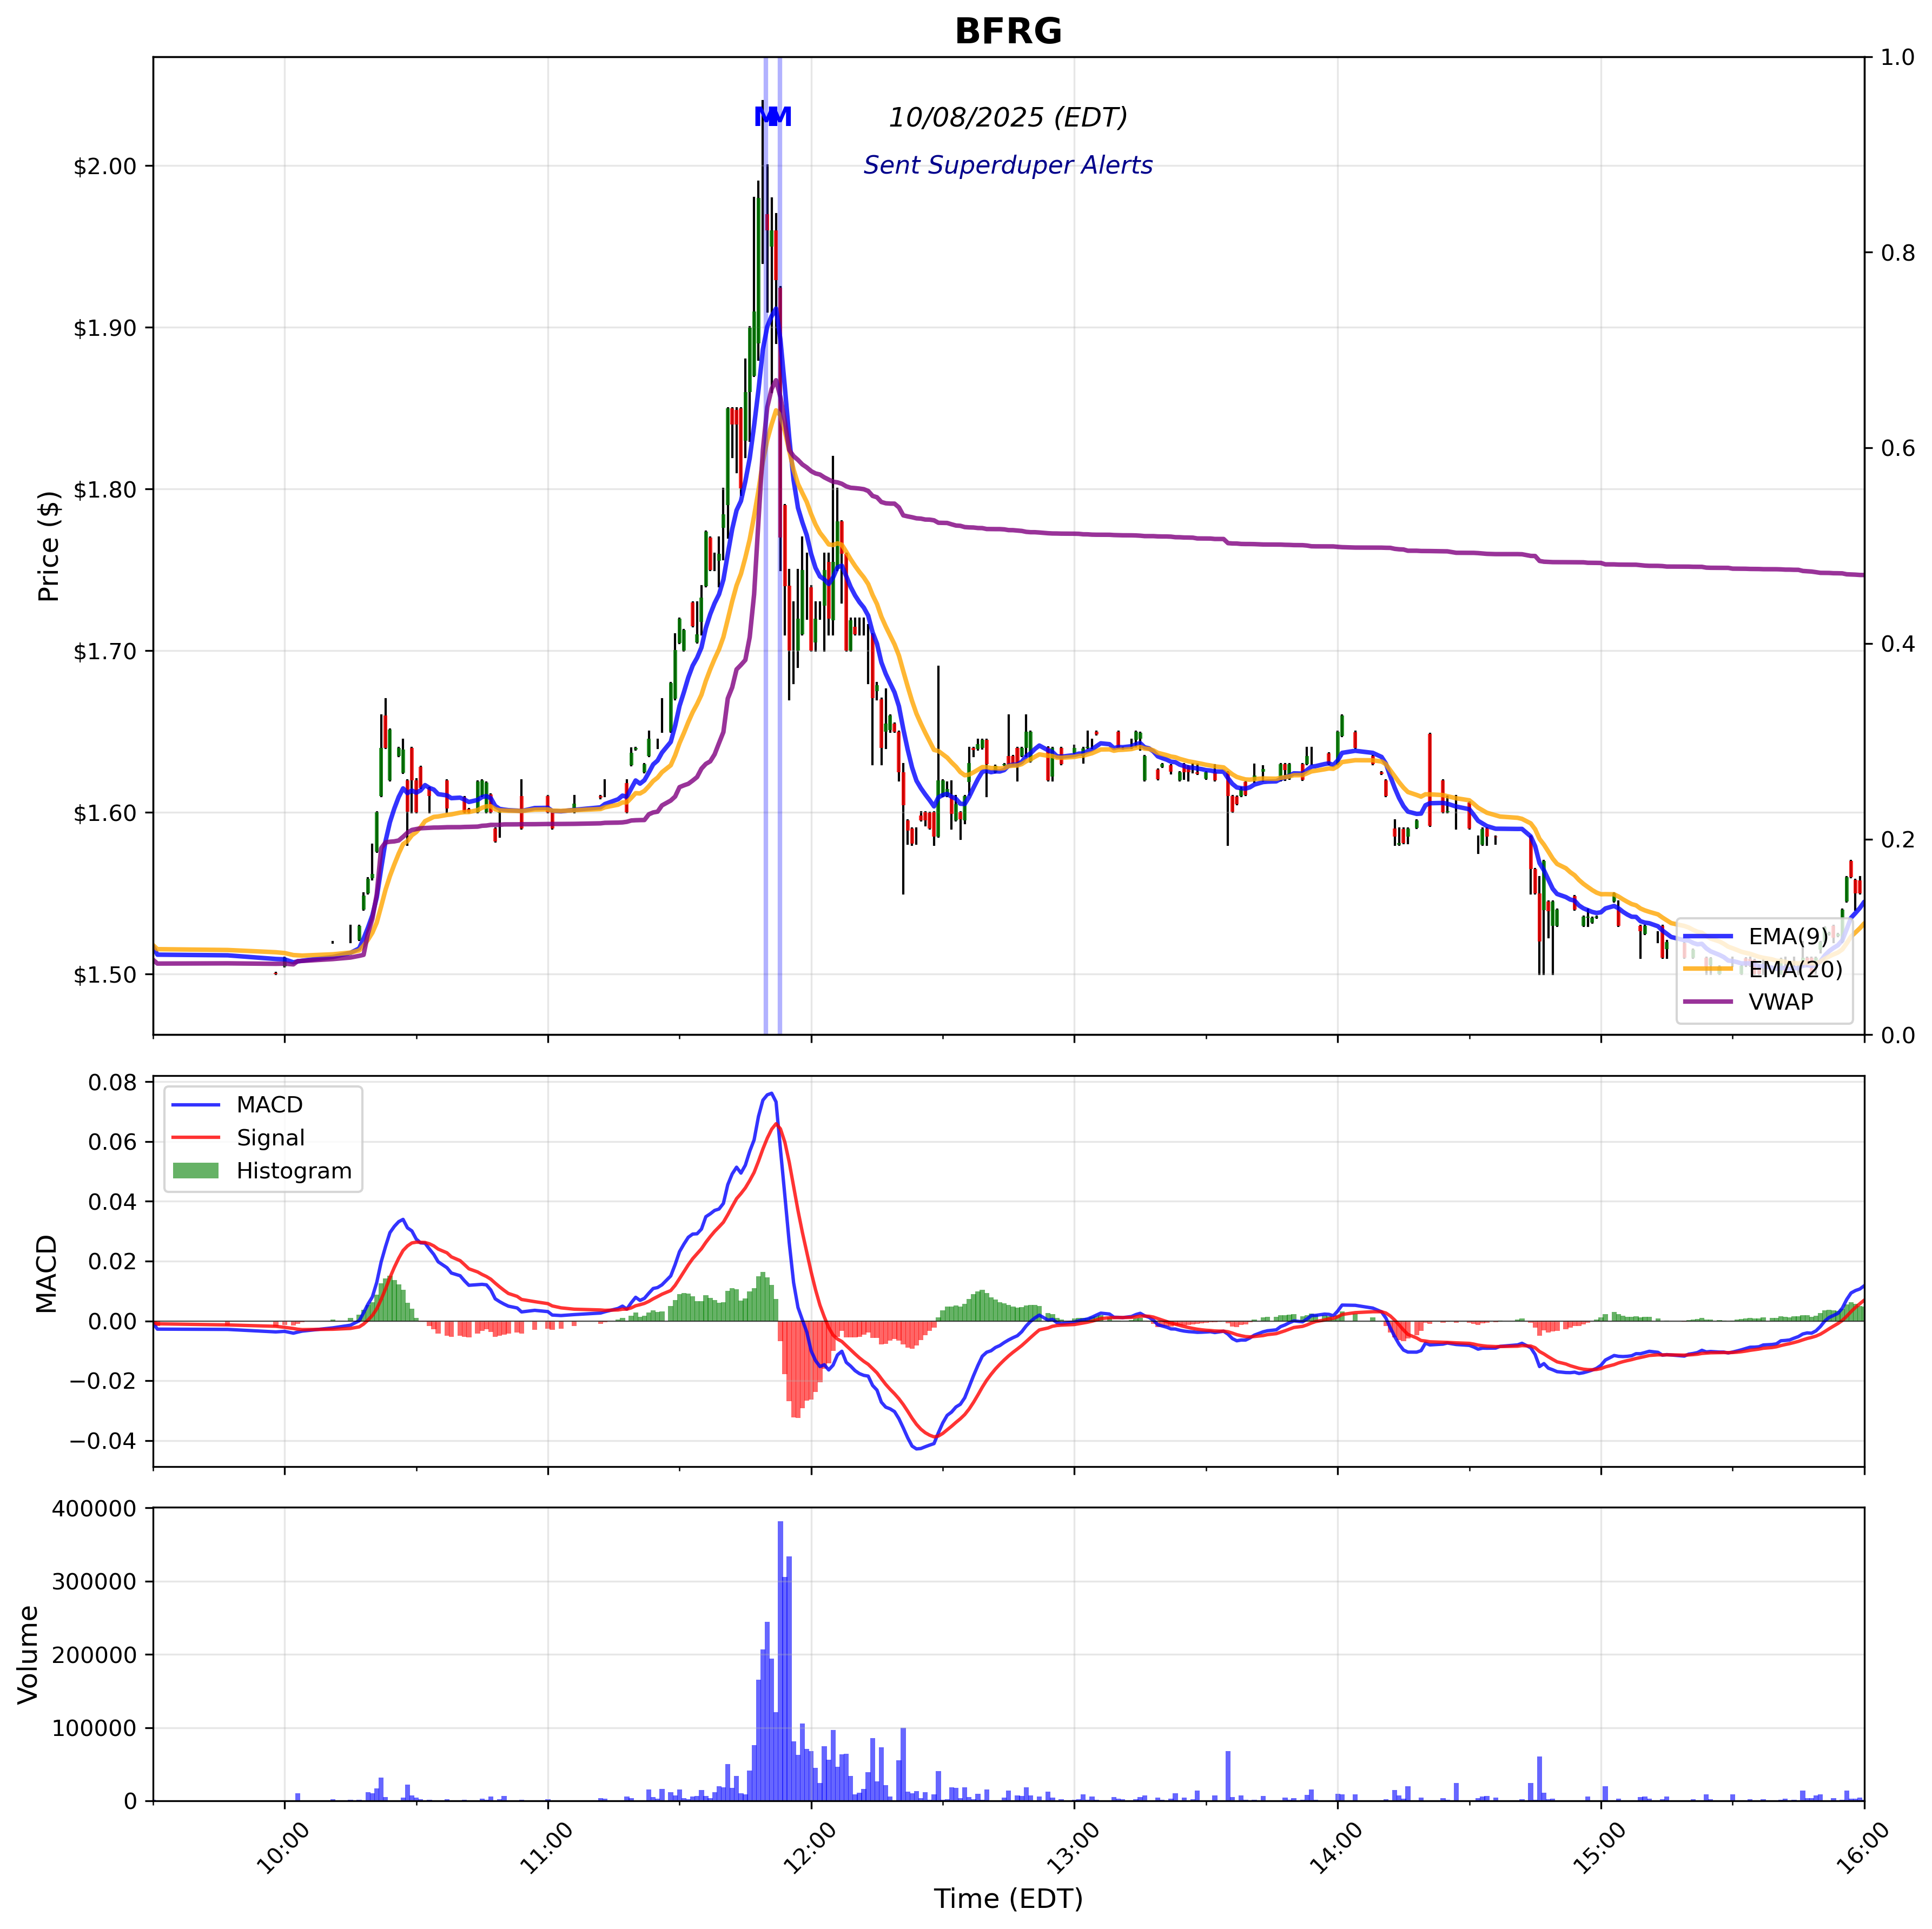 BFRG
10/08/2025 (EDT)
Sent Superduper Alerts
M M
Price ($)
$2.00
$1.90
$1.80
$1.70
$1.60
$1.50
1.0
0.8
0.6
0.4
0.2
0.0
EMA(9)
EMA(20)
VWAP
MACD
0.08
0.06
0.04
0.02
0.00
−0.02
−0.04
MACD
Signal
Histogram
Volume
400000
300000
200000
100000
0
10:00
11:00
12:00
13:00
14:00
15:00
16:00
Time (EDT)